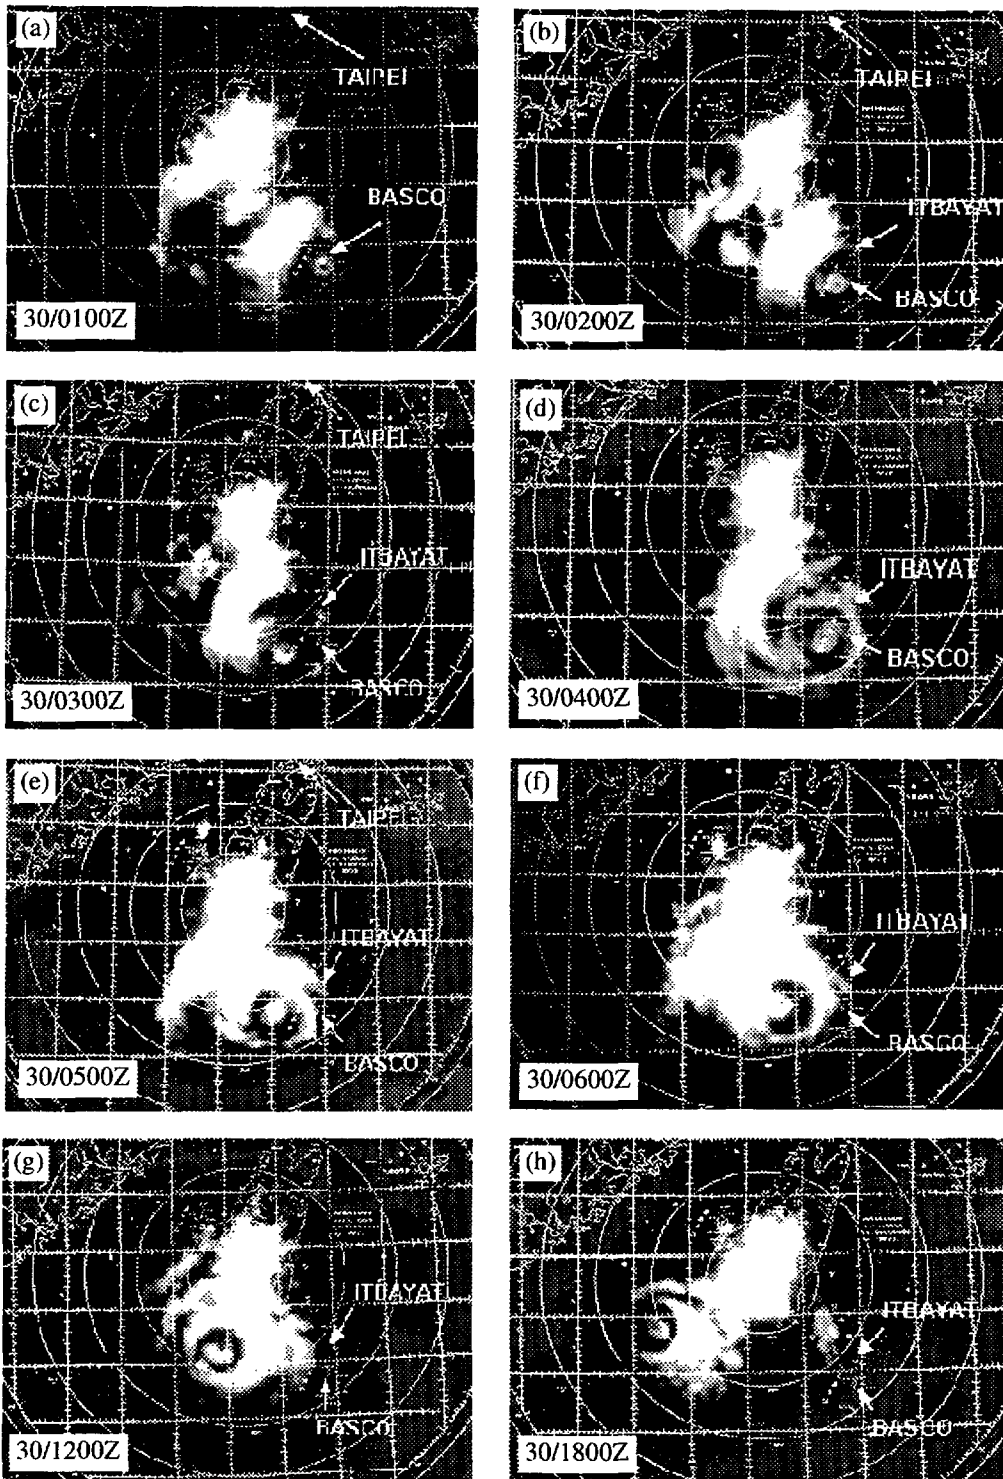 (a)
TAIPEI
BASCO
30/0100Z
(b)
TAIPEI
ITBAYAT
BASCO
30/0200Z
(c)
TAIPEI
ITBAYAT
BASCO
30/0300Z
(d)
ITBAYAT
BASCO
30/0400Z
(e)
TAIPEI
ITBAYAT
BASCO
30/0500Z
(f)
ITBAYAT
BASCO
30/0600Z
(g)
ITBAYAT
BASCO
30/1200Z
(h)
ITBAYAT
BASCO
30/1800Z